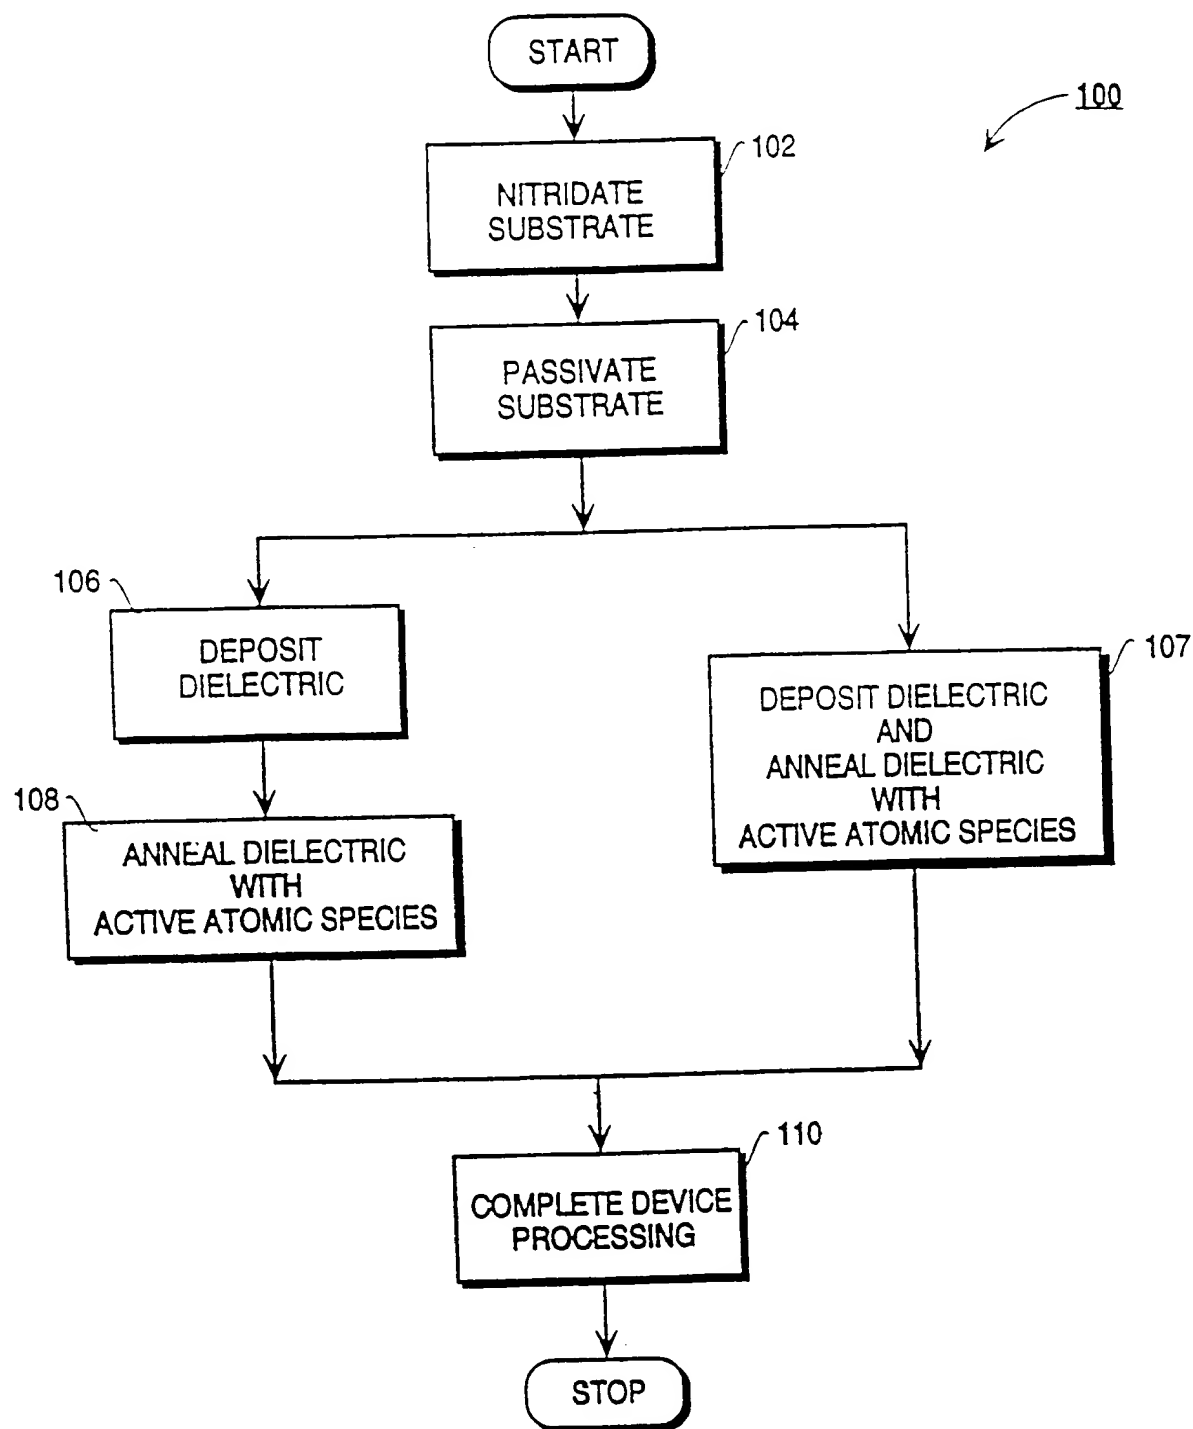 START
100
102
NITRIDATE
SUBSTRATE
104
PASSIVATE
SUBSTRATE
106
DEPOSIT
DIELECTRIC
107
DEPOSIT DIELECTRIC
AND
ANNEAL DIELECTRIC
WITH
ACTIVE ATOMIC SPECIES
108
ANNEAL DIELECTRIC
WITH
ACTIVE ATOMIC SPECIES
110
COMPLETE DEVICE
PROCESSING
STOP